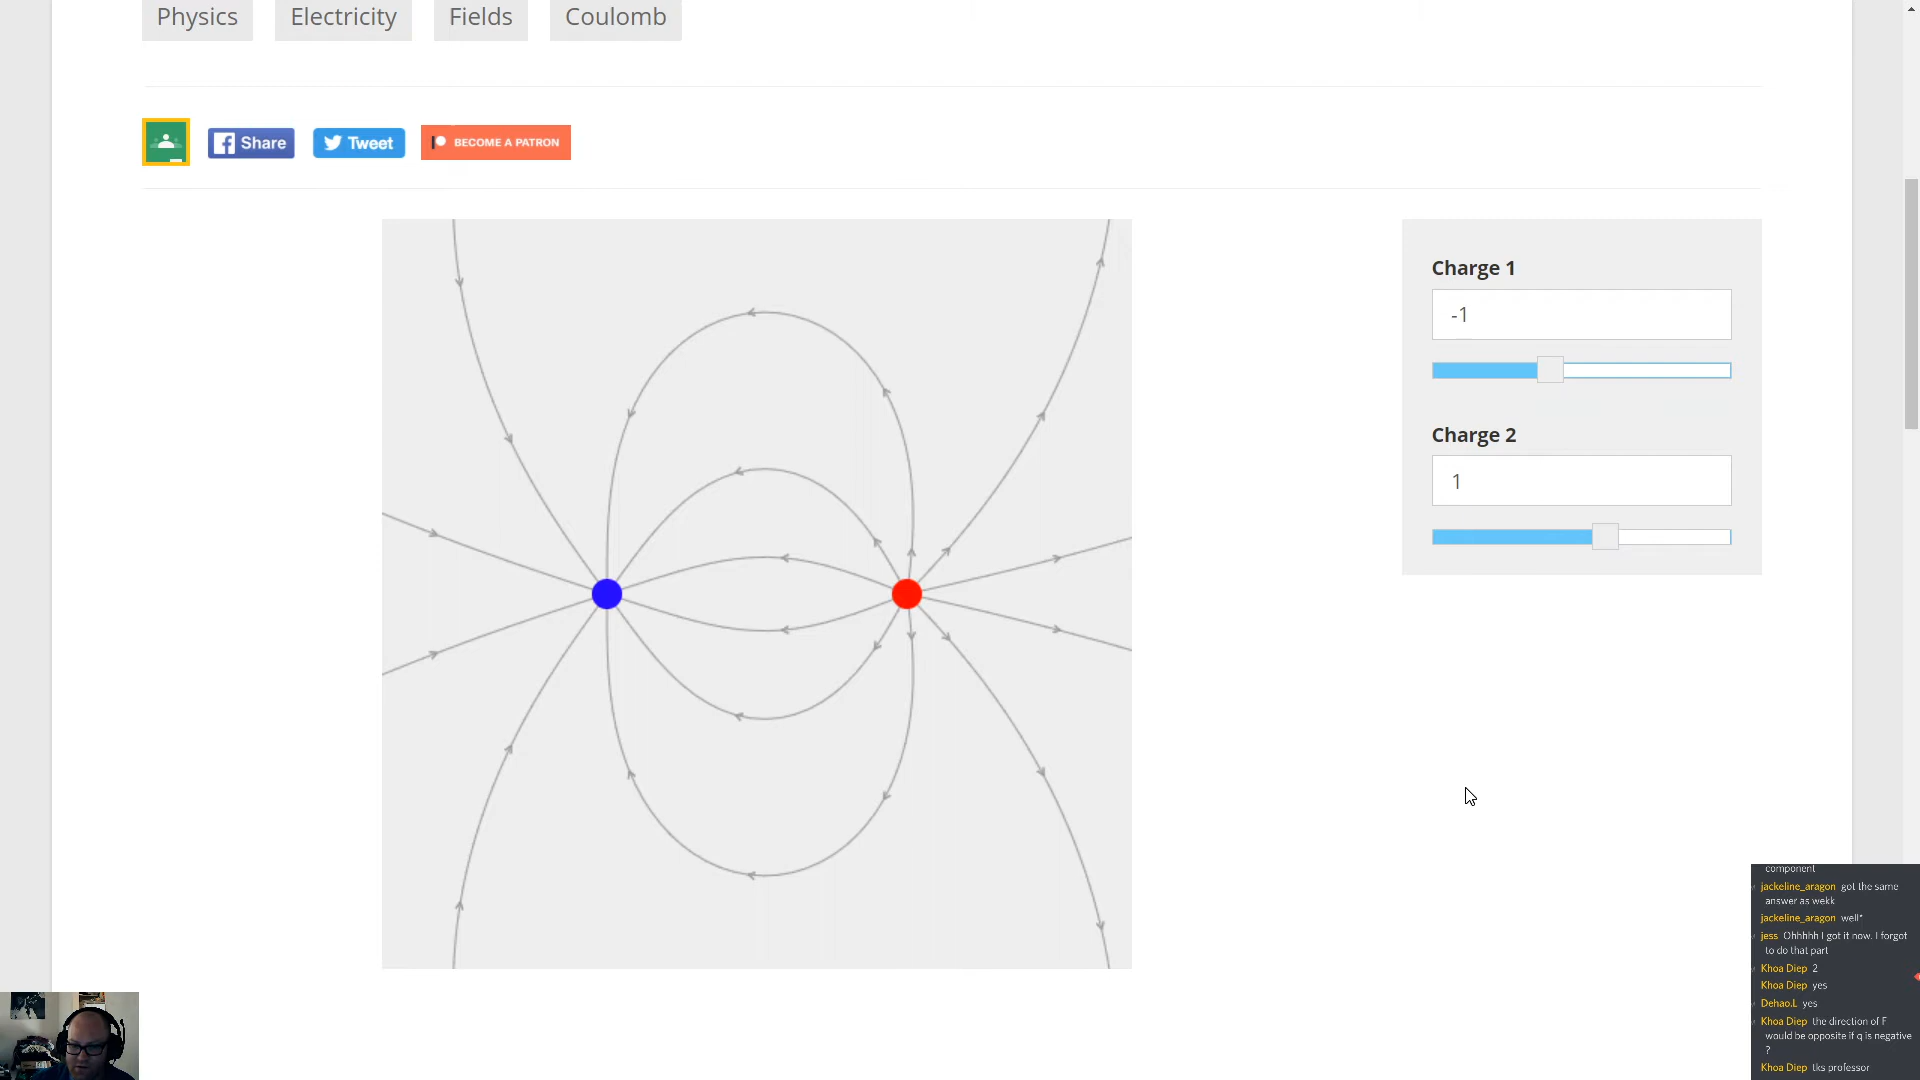 Physics Electricity Fields Coulomb
Share Tweet BECOME A PATRON
Charge 1
-1
Charge 2
1
component
jackeline_aragon got the same
answer as wekk
jackeline_aragon well*
jess Ohhhhh I got it now. I forgot
to do that part
Khoa Diep 2
Khoa Diep yes
Dehao.L yes
Khoa Diep the direction of F
would be opposite if q is negative
?
Khoa Diep tks professor